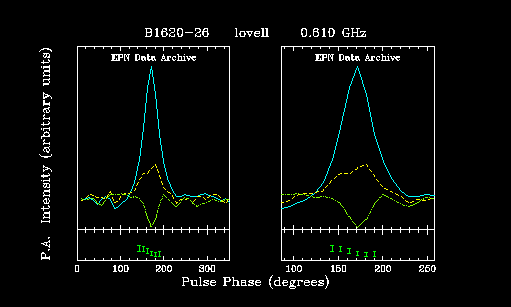 B1620-26 lovell 0.610 GHz
EPN Data Archive EPN Data Archive
P.A. Intensity (arbitrary units)
0 100 200 300 100 150 200 250
Pulse Phase (degrees)